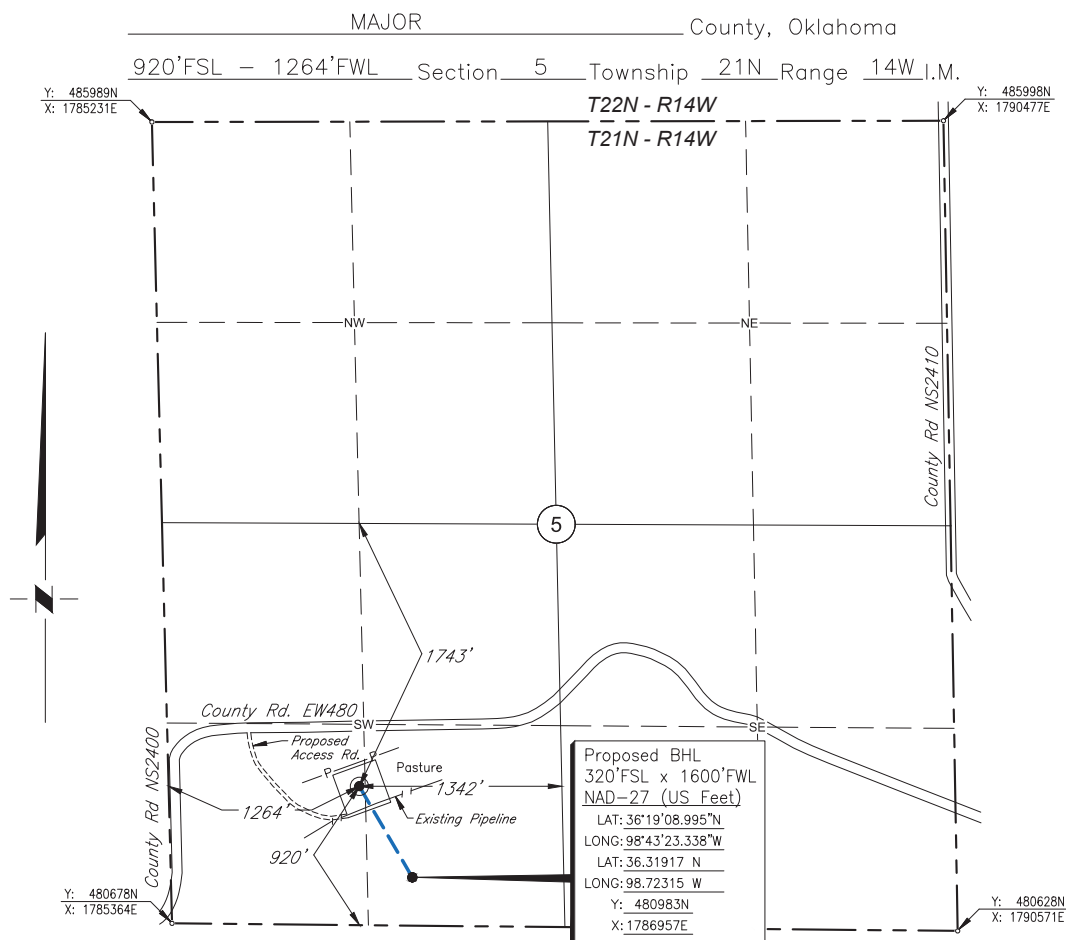 MAJOR County, Oklahoma
920'FSL - 1264'FWL Section 5 Township 21N Range 14W I.M.
Y: 485989N
X: 1785231E
T22N - R14W
T21N - R14W
Y: 485998N
X: 1790477E
NW
NE
County Rd NS2410
5
1743'
County Rd. EW480
SW
SE
Proposed
Access Rd.
P
P
Pasture
1264'
1342'
Existing Pipeline
920'
County Rd NS2400
Proposed BHL
320'FSL x 1600'FWL
NAD-27 (US Feet)
LAT: 36°19'08.995"N
LONG: 98°43'23.338"W
LAT: 36.31917 N
LONG: 98.72315 W
Y: 480983N
X: 1786957E
Y: 480678N
X: 1785364E
Y: 480628N
X: 1790571E
N